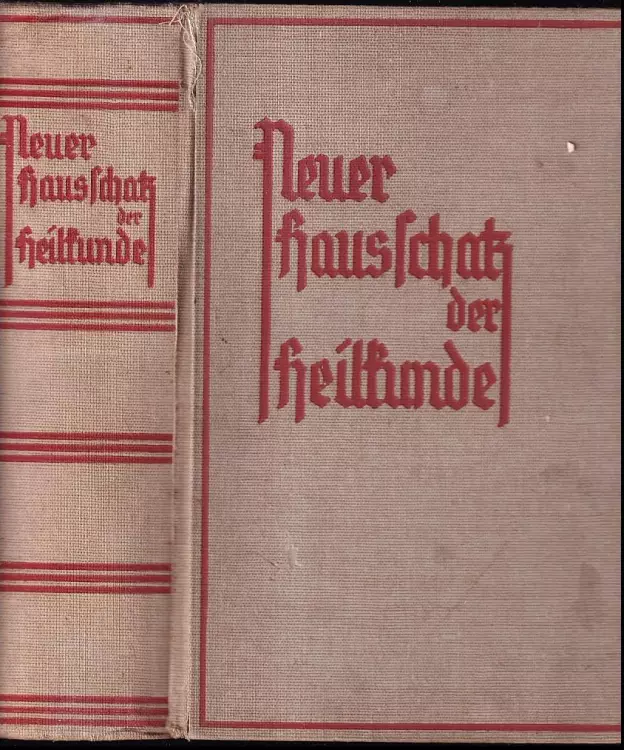 Neuer
Hausschatz
der
Heilkunde
Neuer
Hausschatz
der
Heilkunde